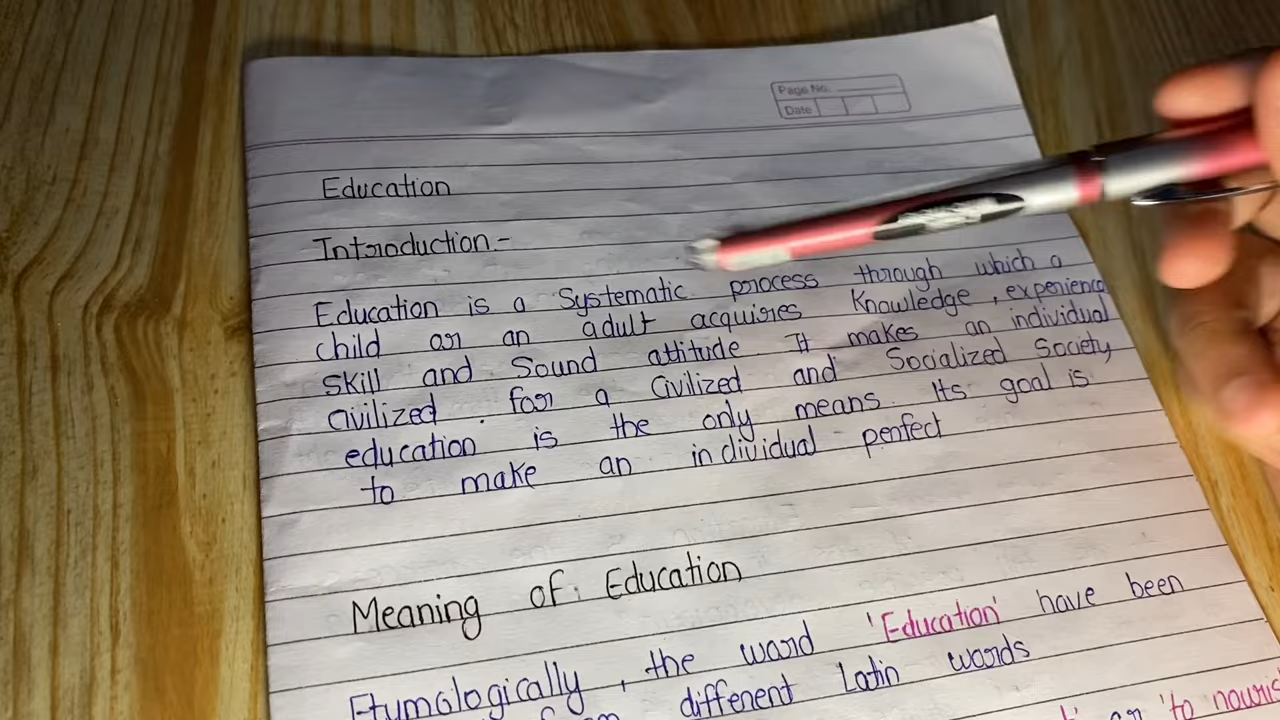 Page No.
Date
Education
Introduction-
Education is a Systematic process through which a
child or an adult acquires Knowledge, experience
skill and Sound attitude. It makes an individual
civilized. for a Civilized and Socialized Society,
education is the only means. Its goal is
to make an individual perfect
Meaning of Education
Etymologically, the word 'Education' have been
different Latin words
or 'to nouris